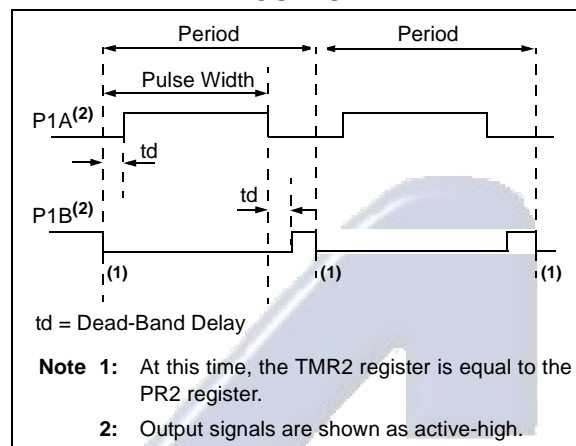 Period Period
Pulse Width
P1A(2)
td
td
P1B(2)
(1) (1) (1)
td = Dead-Band Delay
Note 1: At this time, the TMR2 register is equal to the
PR2 register.
2: Output signals are shown as active-high.